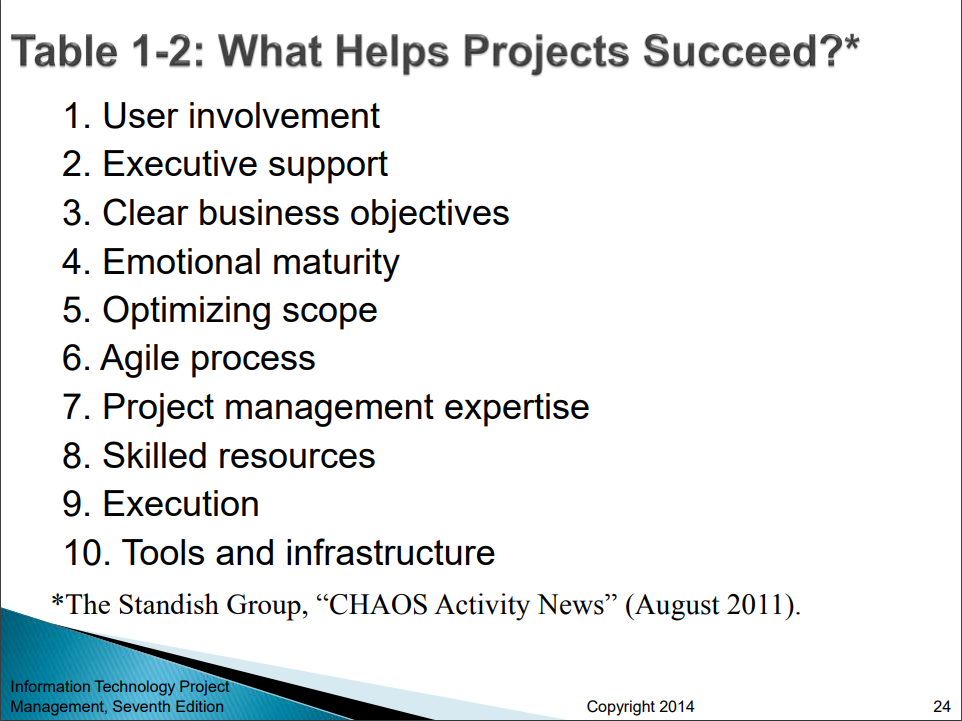 Table 1-2: What Helps Projects Succeed?*
1. User involvement
2. Executive support
3. Clear business objectives
4. Emotional maturity
5. Optimizing scope
6. Agile process
7. Project management expertise
8. Skilled resources
9. Execution
10. Tools and infrastructure
*The Standish Group, “CHAOS Activity News” (August 2011).
Information Technology Project
Management, Seventh Edition
Copyright 2014
24